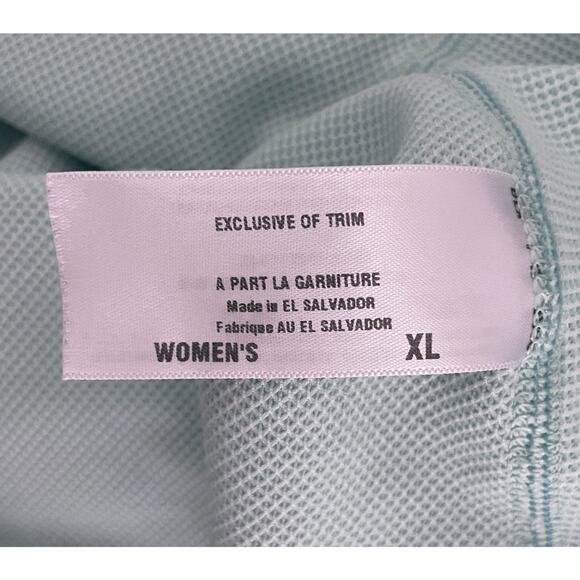 EXCLUSIVE OF TRIM
A PART LA GARNITURE
Made in EL SALVADOR
Fabrique AU EL SALVADOR
WOMEN'S XL